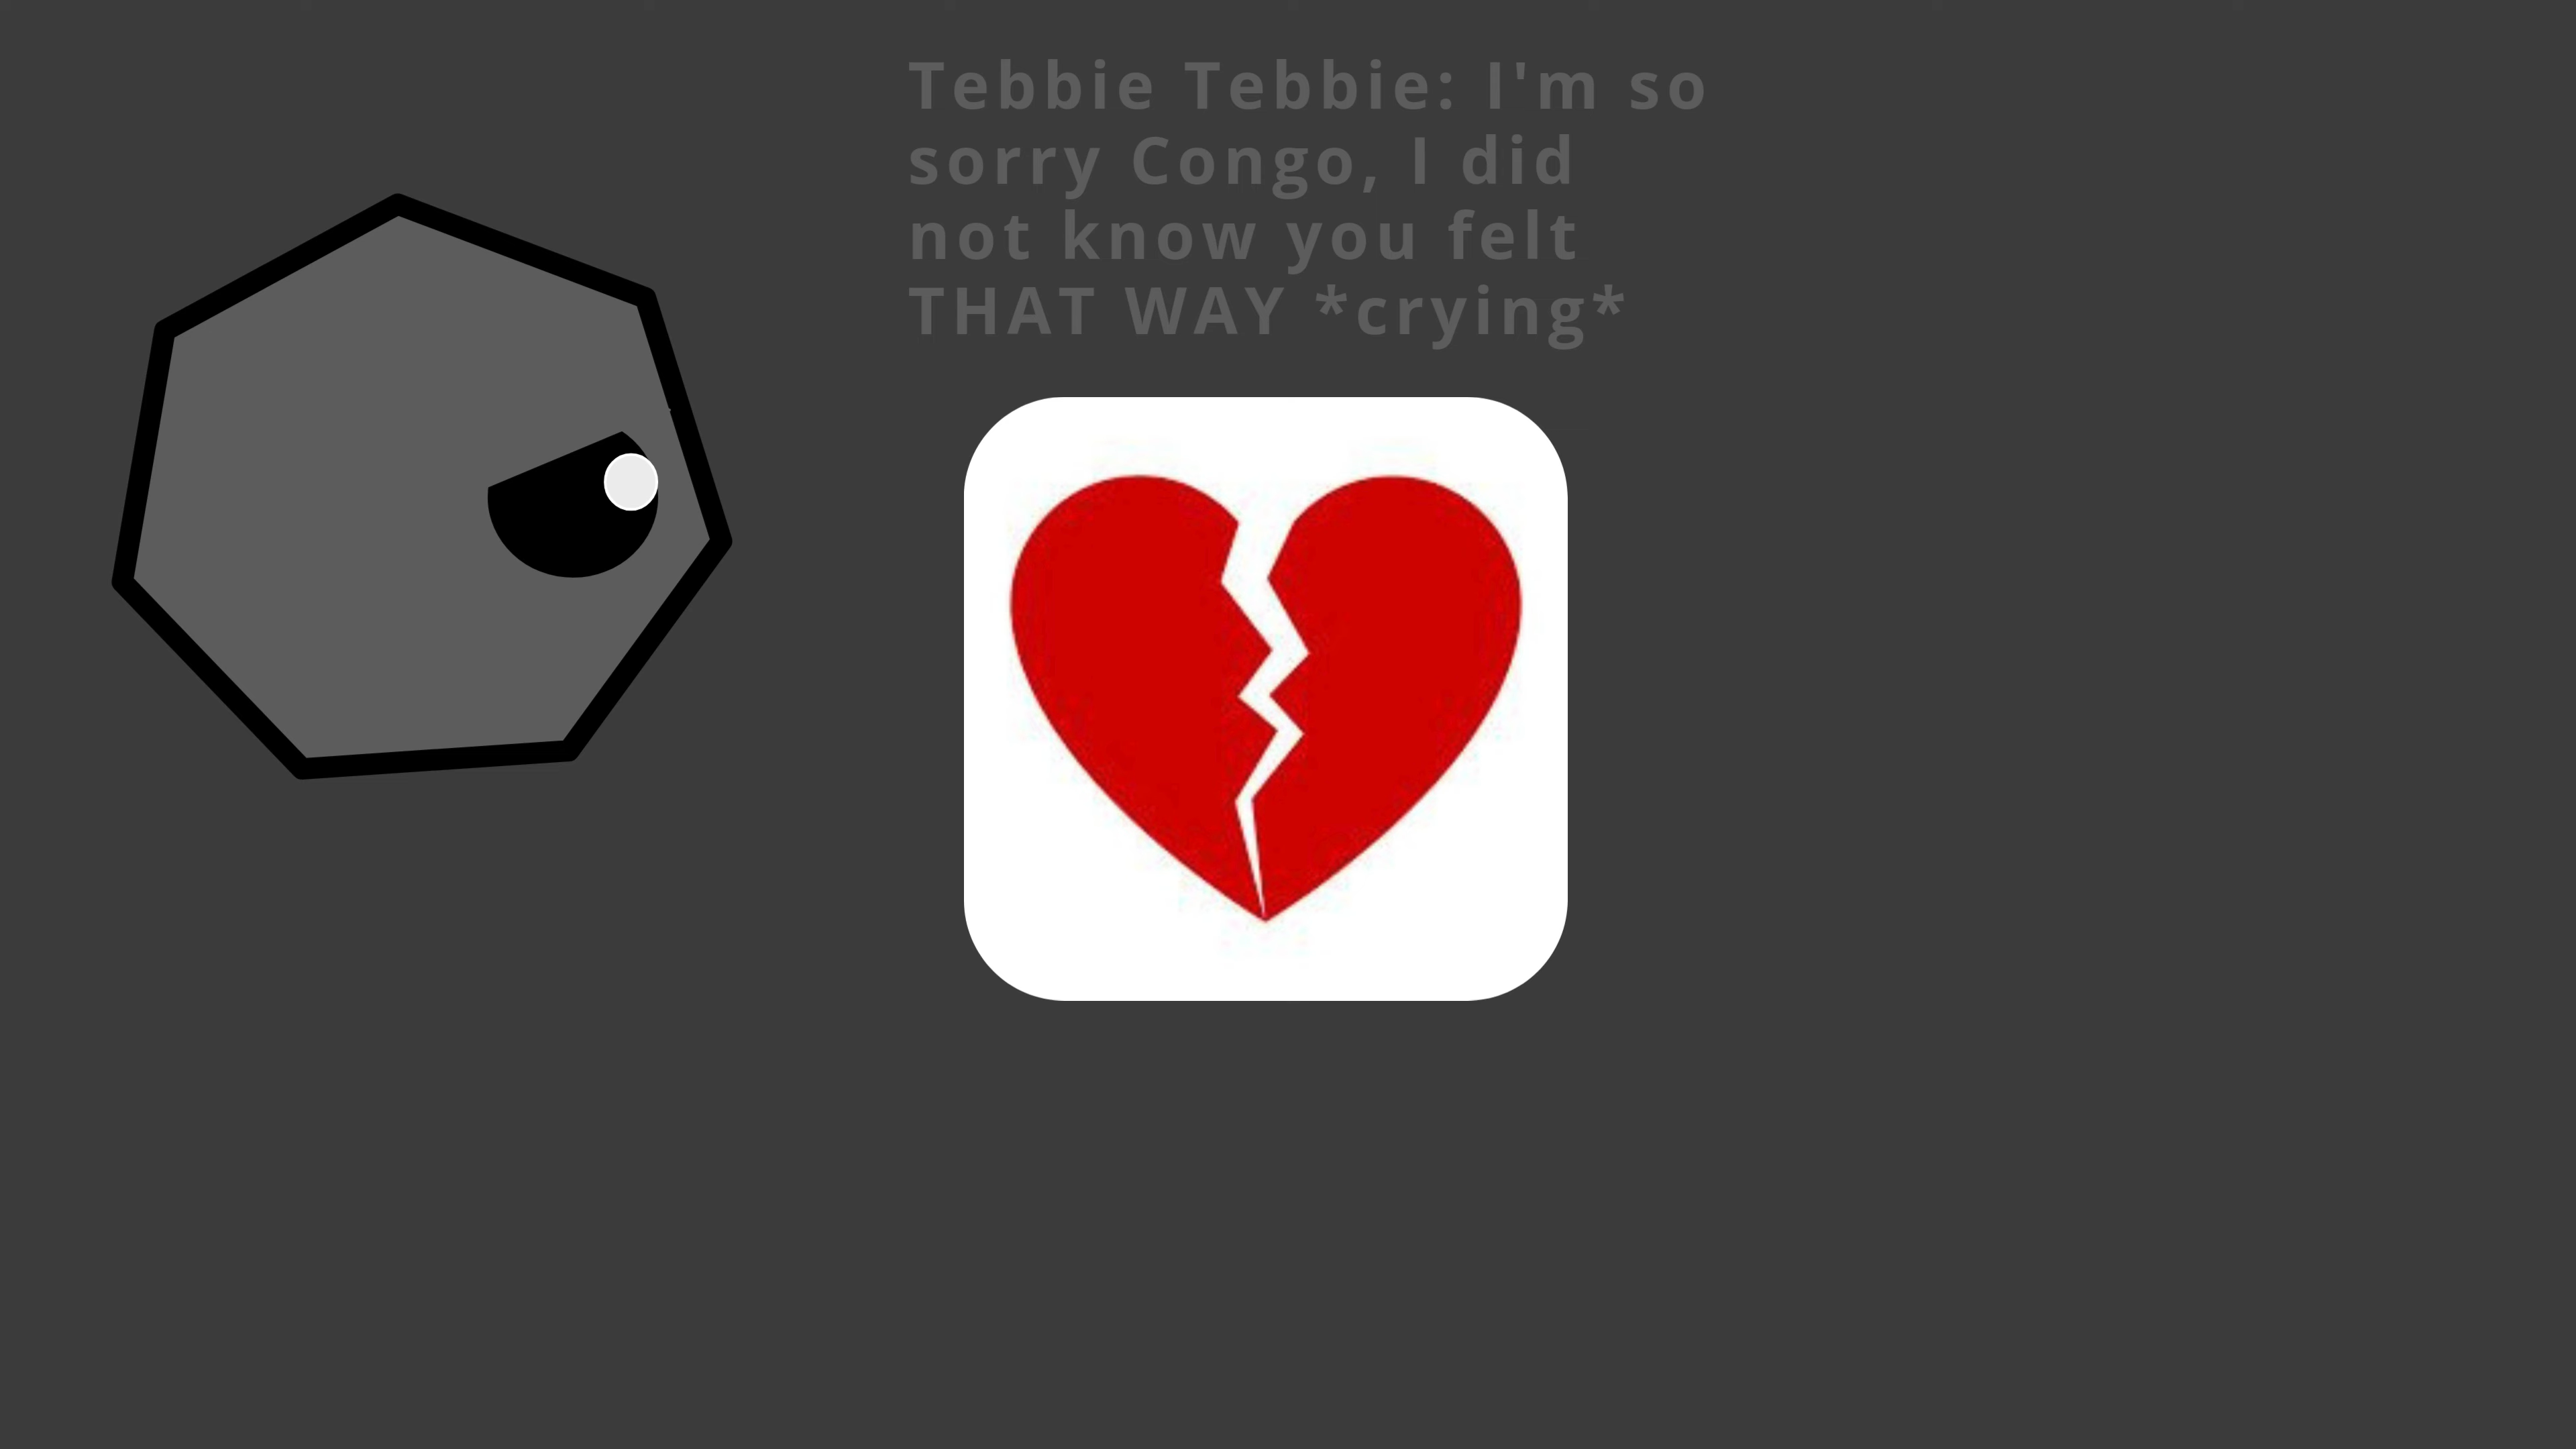 Tebbie Tebbie: I'm so
sorry Congo, I did
not know you felt
THAT WAY *crying*